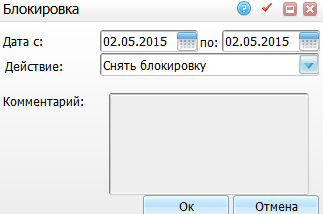 Блокировка
Дата с: 02.05.2015 по: 02.05.2015
Действие: Снять блокировку
Комментарий:
Ок Отмена